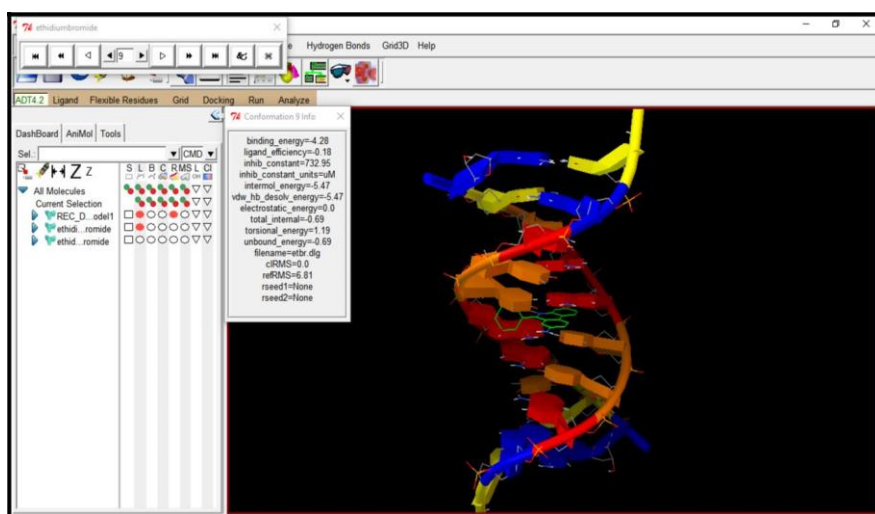 ethidiumbromide
9
e Hydrogen Bonds Grid3D Help
ADT4.2 Ligand Flexible Residues Grid Docking Run Analyze
DashBoard AniMol Tools
Sel.: CMD
S L B C R MS L Cl
All Molecules
Current Selection
REC_D...odel1
ethidi...romide
ethid...romide
Conformation 9 Info
binding_energy=-4.28
ligand_efficiency=-0.18
inhib_constant=732.95
inhib_constant_units=uM
intermol_energy=-5.47
vdw_hb_desolv_energy=-5.47
electrostatic_energy=0.0
total_internal=-0.69
torsional_energy=1.19
unbound_energy=-0.69
filename=etbr.dlg
clRMS=0.0
refRMS=6.81
rseed1=None
rseed2=None